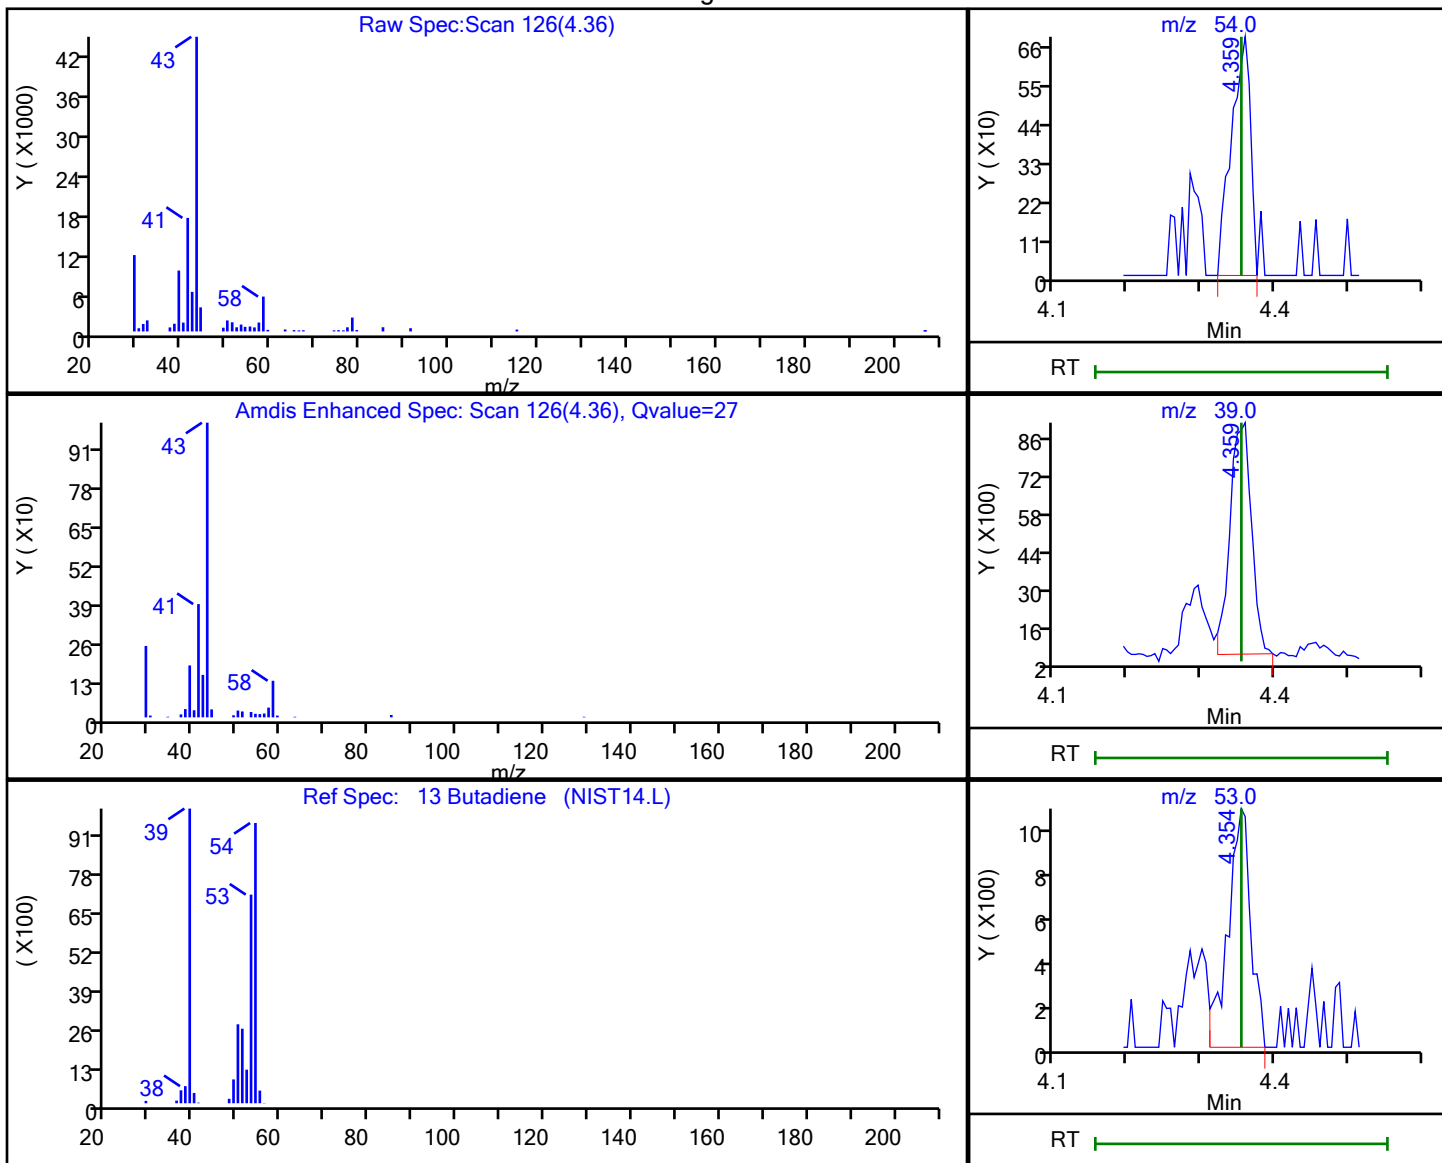 Raw Spec:Scan 126(4.36)
Y ( X1000)
42
36
30
24
18
12
6
0
43
41
58
20 40 60 80 100 120 140 160 180 200
m/z
m/z 54.0
Y ( X10)
66
55
44
33
22
11
0
4.359
4.1 4.4
Min
RT
Amdis Enhanced Spec: Scan 126(4.36), Qvalue=27
Y ( X10)
91
78
65
52
39
26
13
0
43
41
58
20 40 60 80 100 120 140 160 180 200
m/z
m/z 39.0
Y ( X100)
86
72
58
44
30
16
2
4.359
4.1 4.4
Min
RT
Ref Spec: 13 Butadiene (NIST14.L)
( X100)
91
78
65
52
39
26
13
0
39
54
53
38
20 40 60 80 100 120 140 160 180 200
m/z 53.0
Y ( X100)
10
8
6
4
2
0
4.354
4.1 4.4
Min
RT